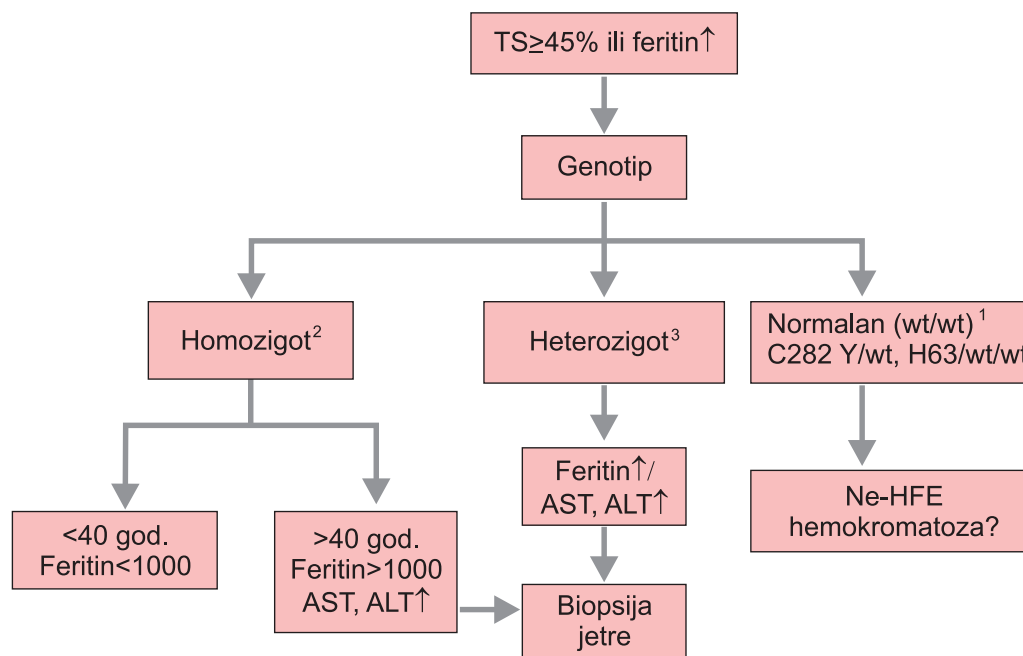 TS≥45% ili feritin↑
Genotip
Homozigot²
Heterozigot³
Normalan (wt/wt) ¹
C282 Y/wt, H63/wt/wt
<40 god.
Feritin<1000
>40 god.
Feritin>1000
AST, ALT↑
Feritin↑/
AST, ALT↑
Ne-HFE
hemokromatoza?
Biopsija
jetre